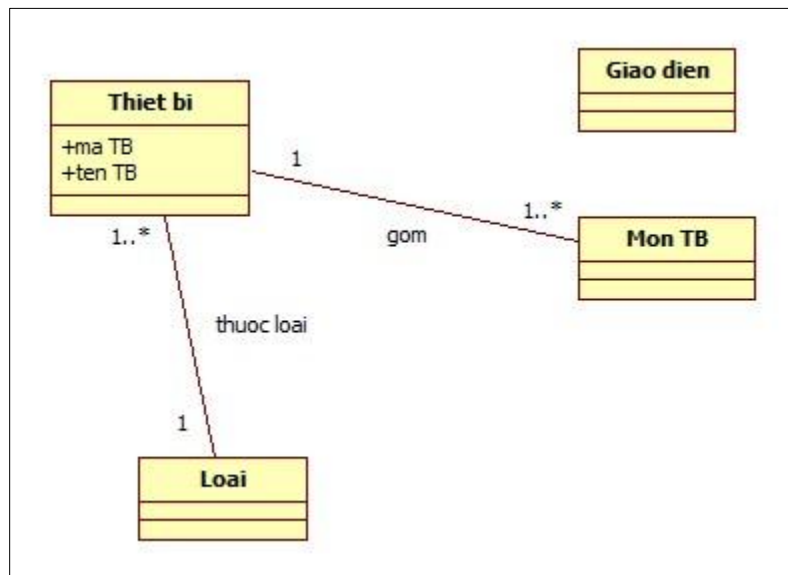 Thiet bi
+ma TB
+ten TB
Giao dien
1
1..*
gom
Mon TB
1..*
thuoc loai
1
Loai